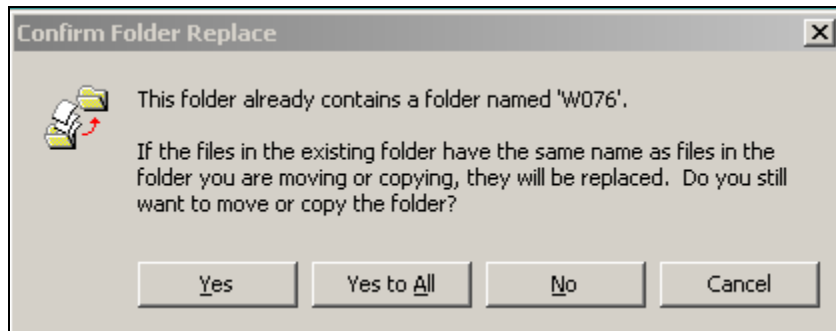 Confirm Folder Replace
This folder already contains a folder named 'W076'.
If the files in the existing folder have the same name as files in the
folder you are moving or copying, they will be replaced.  Do you still
want to move or copy the folder?
Yes
Yes to All
No
Cancel